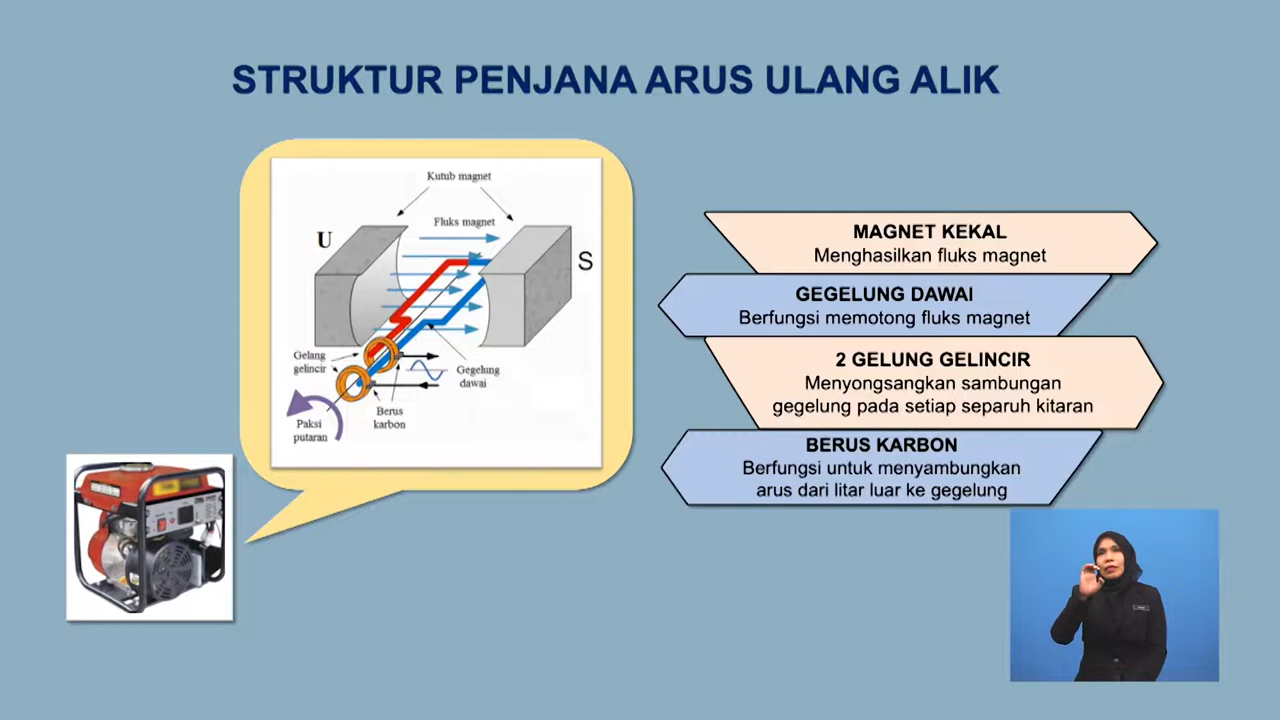 STRUKTUR PENJANA ARUS ULANG ALIK
Kutub magnet
Fluks magnet
U
S
Gelang
gelincir
Gegelung
dawai
Berus
karbon
Paksi
putaran
MAGNET KEKAL
Menghasilkan fluks magnet
GEGELUNG DAWAI
Berfungsi memotong fluks magnet
2 GELUNG GELINCIR
Menyongsangkan sambungan
gegelung pada setiap separuh kitaran
BERUS KARBON
Berfungsi untuk menyambungkan
arus dari litar luar ke gegelung